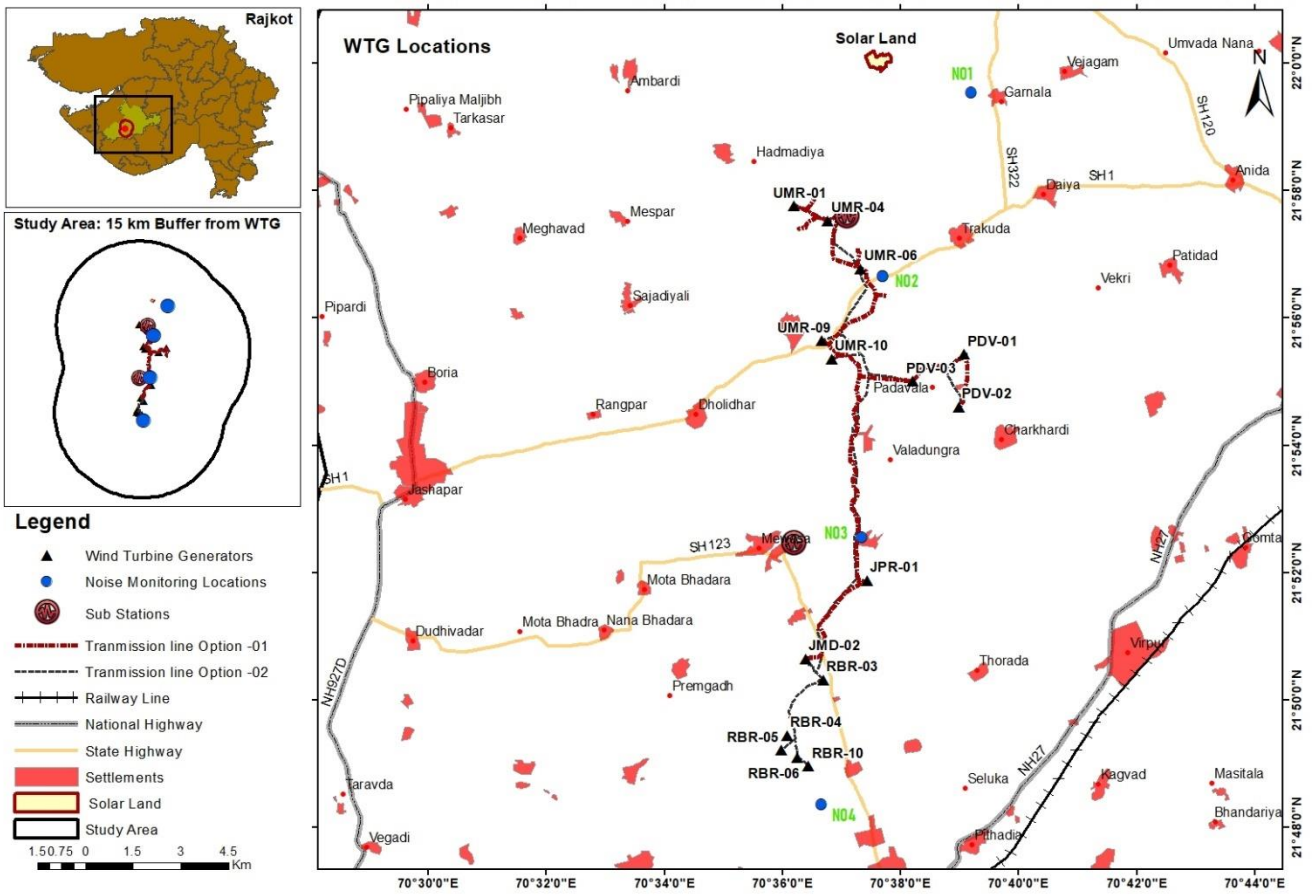 Rajkot
Study Area: 15 km Buffer from WTG
Legend
Wind Turbine Generators
Noise Monitoring Locations
Sub Stations
Tranmission line Option -01
Tranmission line Option -02
Railway Line
National Highway
State Highway
Settlements
Solar Land
Study Area
1.5 0.75 0 1.5 3 4.5
Km
WTG Locations
Solar Land
N
Umvada Nana
Vejagam
N01
Garnala
Ambardi
Pipaliya Maljibh
Tarkasar
SH120
Hadmadiya
SH322
Anida
SH1
Daiya
UMR-01
UMR-04
Mespar
Meghavad
Trakuda
UMR-06
Patidad
N02
Vekri
Sajadiyali
Pipardi
UMR-09
UMR-10
PDV-01
PDV-03
Padavala
PDV-02
Boria
Rangpar
Dholidhar
Charkhardi
Valadungra
SH1
Jashapar
N03
Mewasa
SH123
NH27
Gomta
JPR-01
Mota Bhadara
Mota Bhadra
Nana Bhadara
Dudhivadar
Virpur
JMD-02
RBR-03
Thorada
Premgadh
NH927D
RBR-04
RBR-05
RBR-10
RBR-06
Taravda
Seluka
NH27
Kagvad
Masitala
N04
Bhandariya
Vegadi
Pithadia
70°30'0"E
70°32'0"E
70°34'0"E
70°36'0"E
70°38'0"E
70°40'0"E
70°42'0"E
70°44'0"E
22°0'0"N
21°58'0"N
21°56'0"N
21°54'0"N
21°52'0"N
21°50'0"N
21°48'0"N